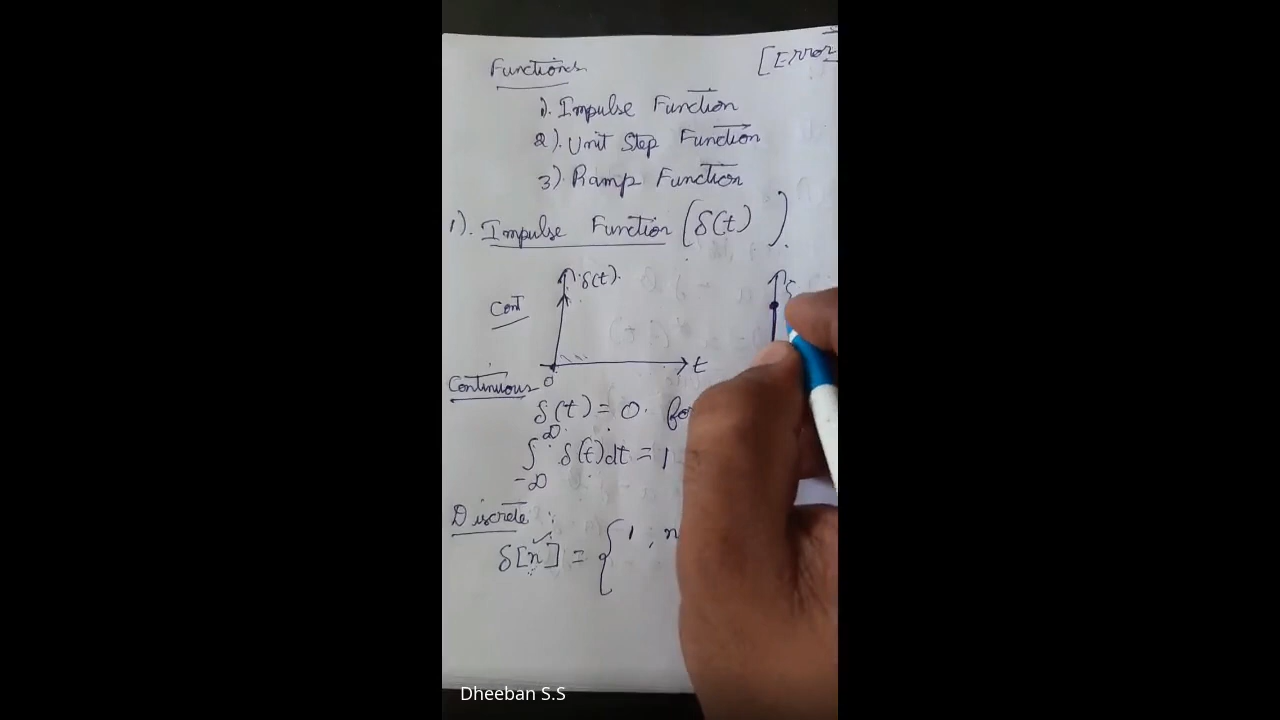 Functions
[Error
1). Impulse Function
2). Unit Step Function
3). Ramp Function
1). Impulse Function (δ(t) ).
δ(t).
δ
Cont
t
0
Continuous
δ(t) = 0. for
∫ δ(t)dt = 1
∞
-∞
Discrete :
δ[n] = { 1 , n
Dheeban S.S